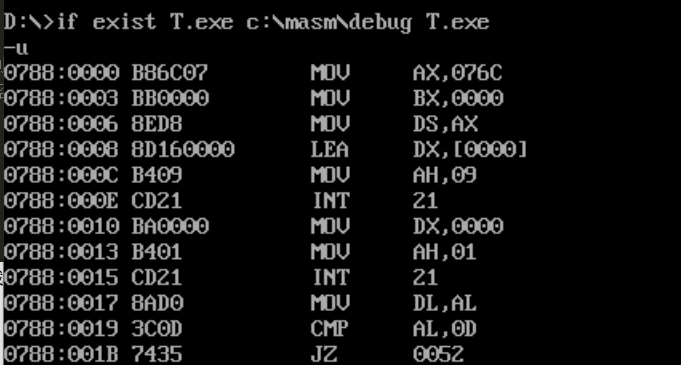 D:\>if exist T.exe c:\masm\debug T.exe
-u
0788:0000 B86C07 MOV AX,076C
0788:0003 BB0000 MOV BX,0000
0788:0006 8ED8 MOV DS,AX
0788:0008 8D160000 LEA DX,[0000]
0788:000C B409 MOV AH,09
0788:000E CD21 INT 21
0788:0010 BA0000 MOV DX,0000
0788:0013 B401 MOV AH,01
0788:0015 CD21 INT 21
0788:0017 8AD0 MOV DL,AL
0788:0019 3C0D CMP AL,0D
0788:001B 7435 JZ 0052